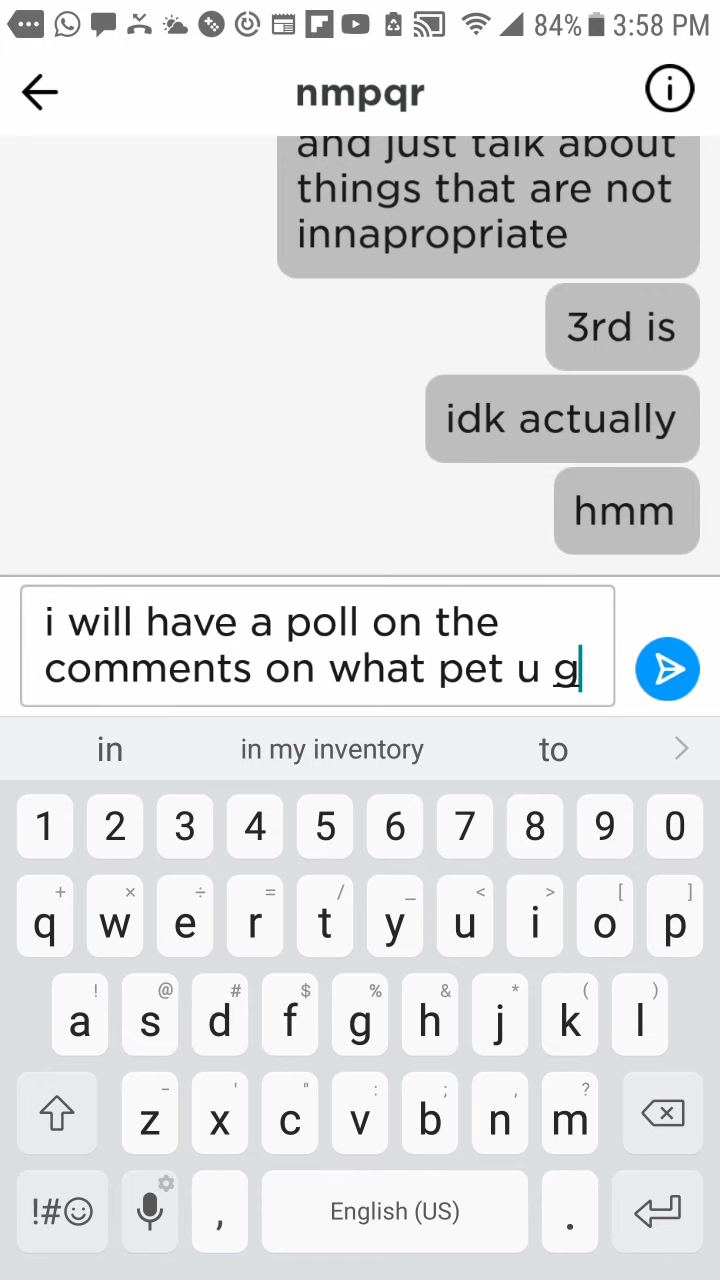 84% 3:58 PM
nmpqr
and just talk about
things that are not
innapropriate
3rd is
idk actually
hmm
i will have a poll on the
comments on what pet u g
in in my inventory to
1 2 3 4 5 6 7 8 9 0
+ × ÷ = / _ < > [ ]
q w e r t y u i o p
! @ # $ % & * ( )
a s d f g h j k l
- ' " : ; , ?
z x c v b n m
!#☺ , English (US) .